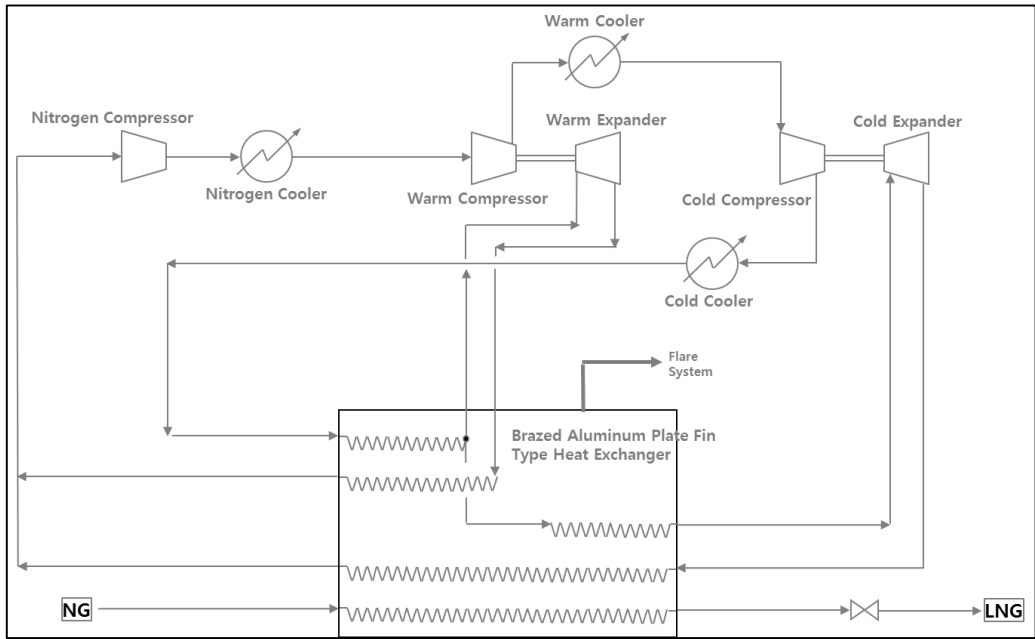 Warm Cooler
Nitrogen Compressor
Warm Expander
Cold Expander
Nitrogen Cooler
Warm Compressor
Cold Compressor
Cold Cooler
Flare
System
Brazed Aluminum Plate Fin
Type Heat Exchanger
NG
LNG